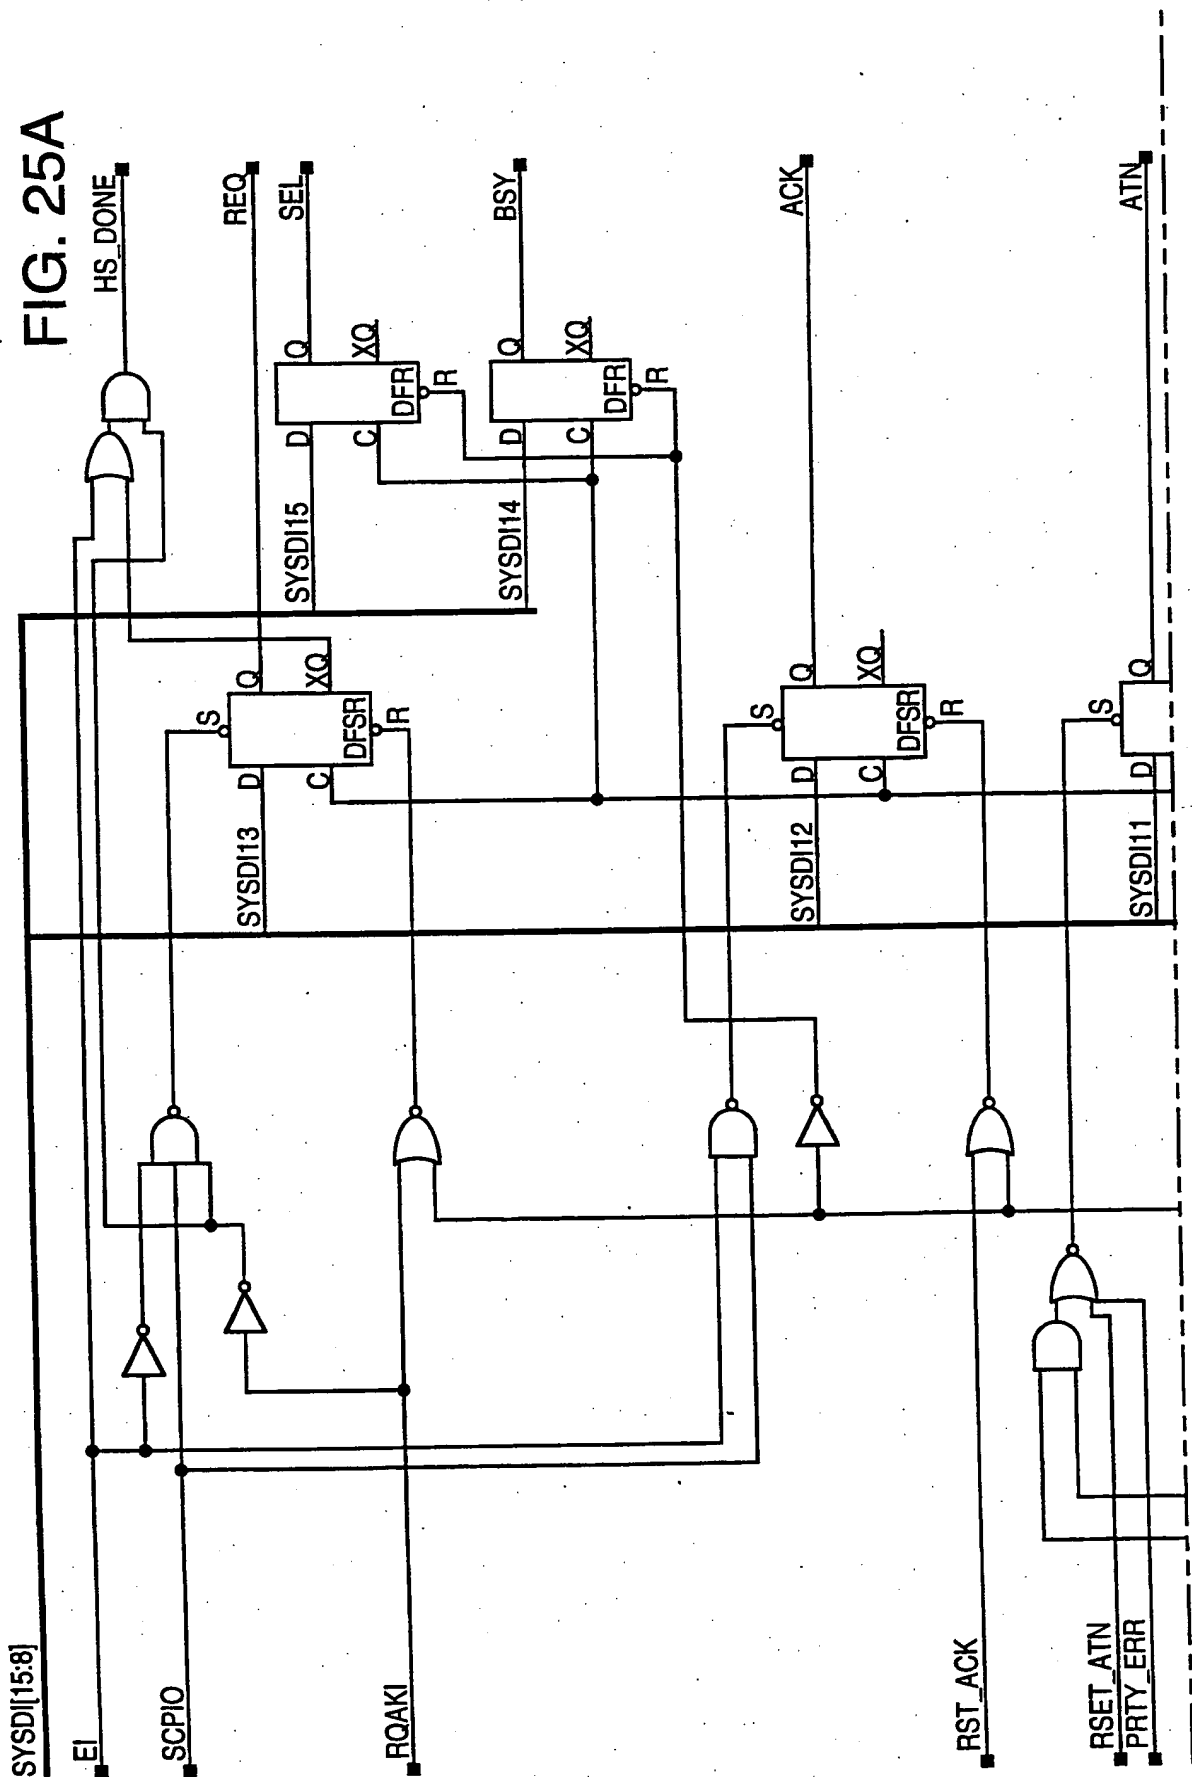 FIG. 25A
SYSDI[15:8]
EI
SCPIO
RQAKI
RST_ACK
RSET_ATN
PRTY_ERR
HS_DONE
REQ
SEL
BSY
ACK
ATN
SYSDI15
D
C
Q
XQ
DFR
R
SYSDI14
D
C
Q
XQ
DFR
R
SYSDI13
D
C
S
Q
XQ
DFSR
R
SYSDI12
D
C
S
Q
XQ
DFSR
R
SYSDI11
D
S
Q